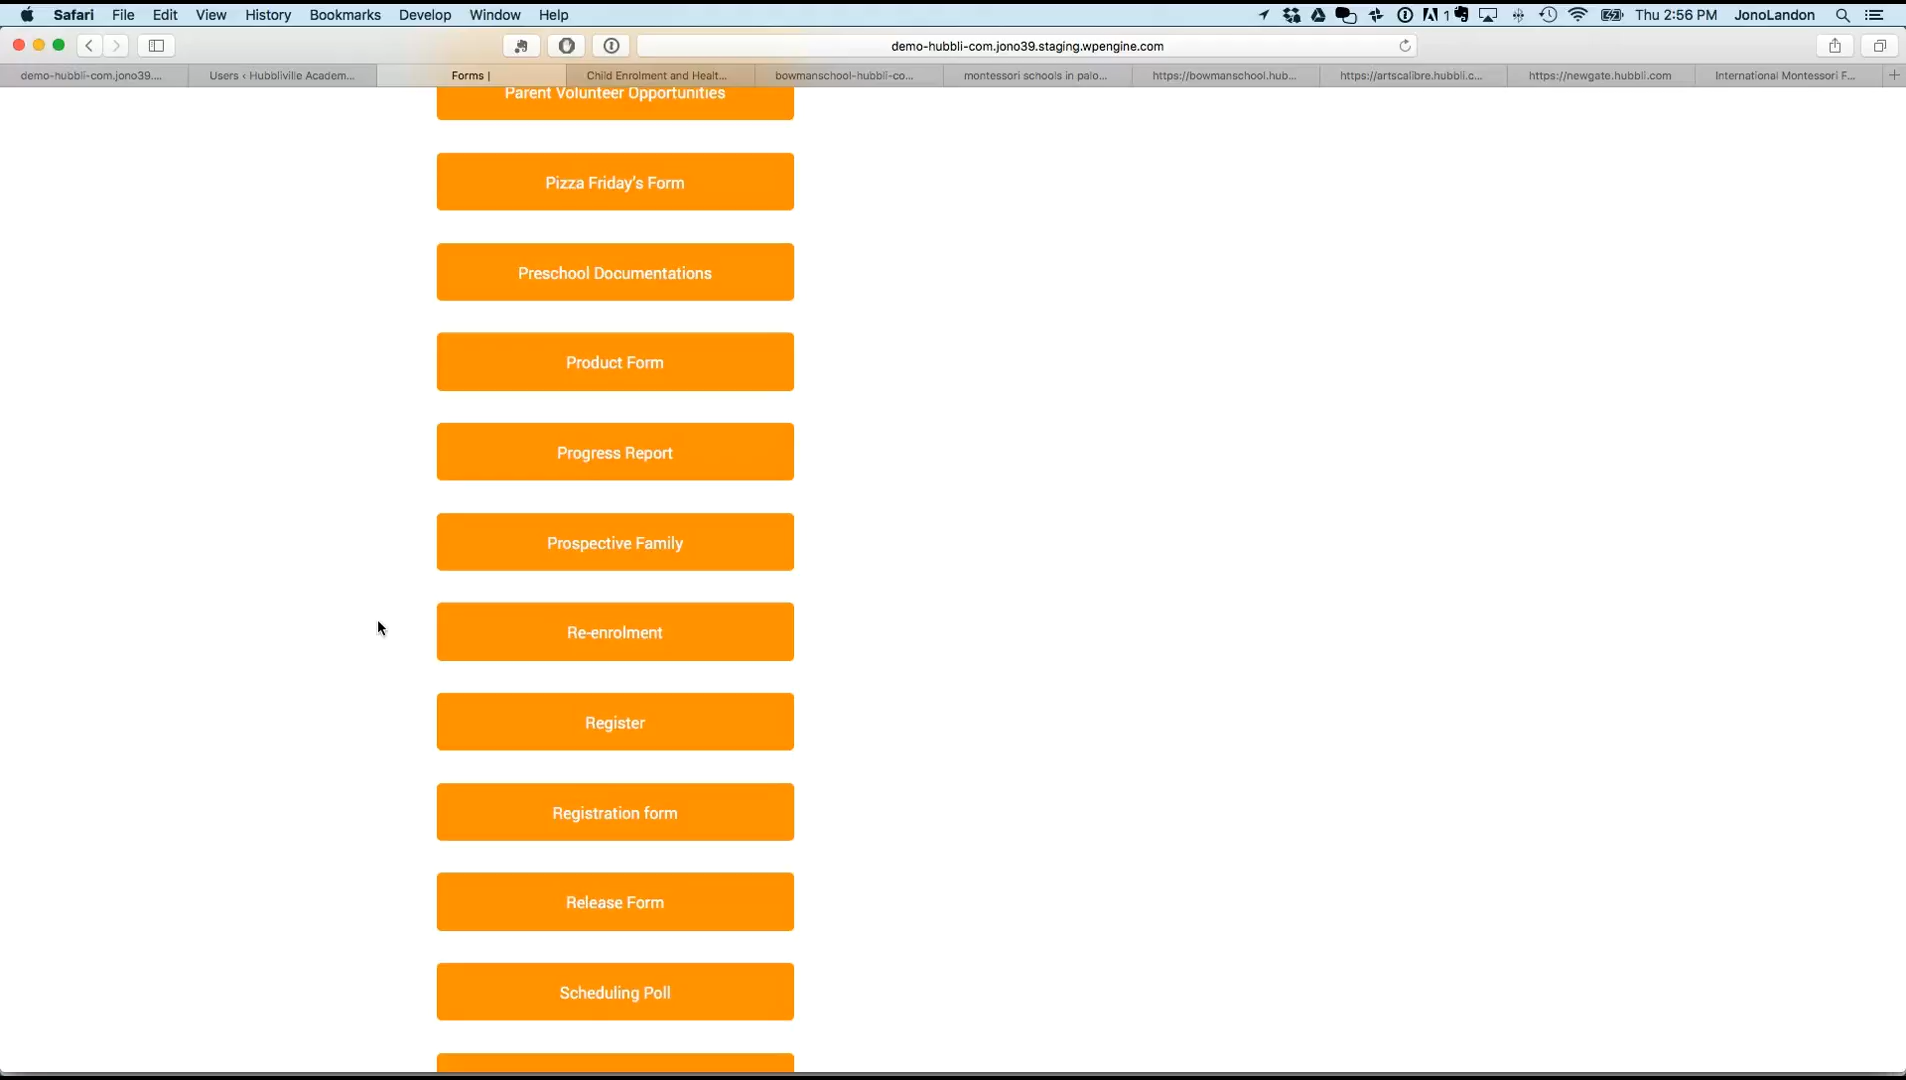 Safari File Edit View History Bookmarks Develop Window Help 1 Thu 2:56 PM JonoLandon
demo-hubbli-com.jono39.staging.wpengine.com
demo-hubbli-com.jono39.... Users ‹ Hubbliville Academ... Forms | Child Enrolment and Healt... bowmanschool-hubbli-co... montessori schools in palo... https://bowmanschool.hub... https://artscalibre.hubbli.c... https://newgate.hubbli.com International Montessori F...
Parent Volunteer Opportunities
Pizza Friday's Form
Preschool Documentations
Product Form
Progress Report
Prospective Family
Re-enrolment
Register
Registration form
Release Form
Scheduling Poll